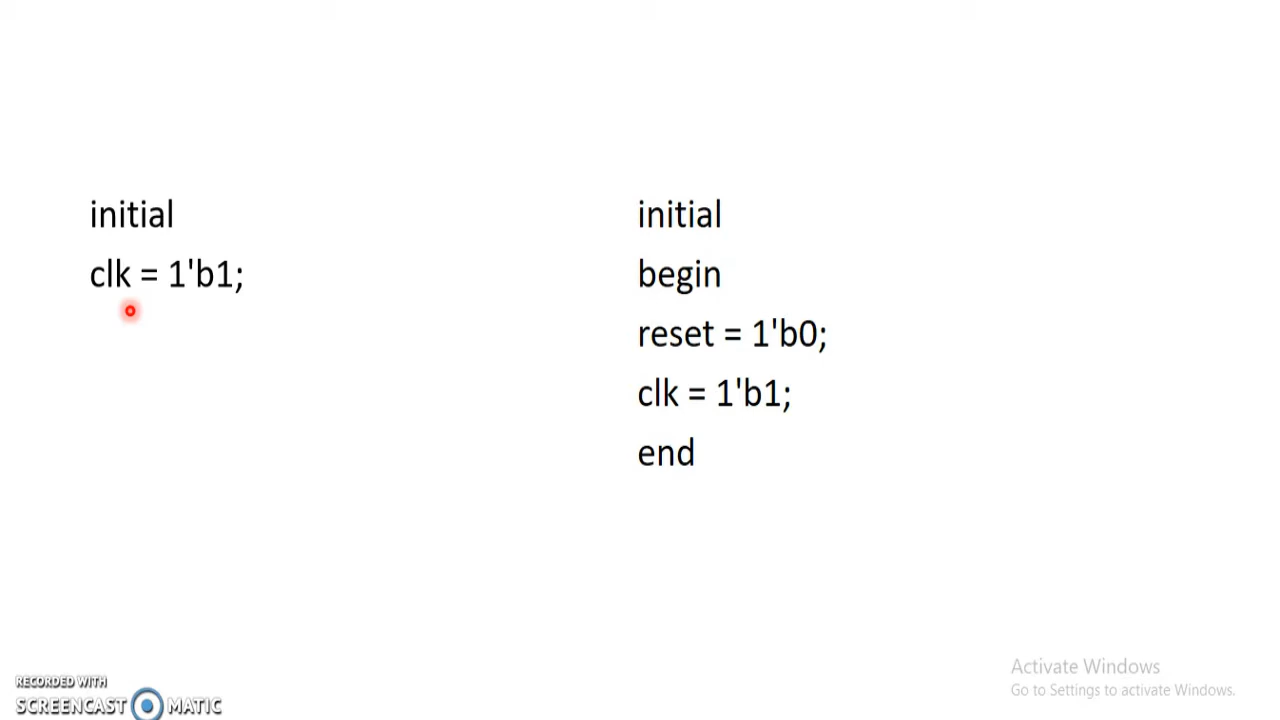 initial
clk = 1'b1;
initial
begin
reset = 1'b0;
clk = 1'b1;
end
Activate Windows
Go to Settings to activate Windows.
RECORDED WITH
SCREENCAST MATIC